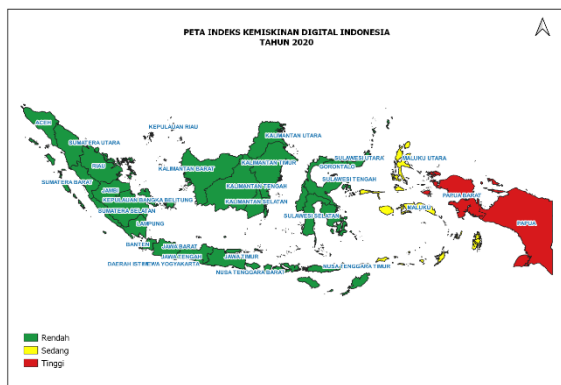 PETA INDEKS KEMISKINAN DIGITAL INDONESIA
TAHUN 2020
ACEH
SUMATERA UTARA
KEPULAUAN RIAU
RIAU
SUMATERA BARAT
JAMBI
KEPULAUAN BANGKA BELITUNG
SUMATERA SELATAN
LAMPUNG
BANTEN
JAWA BARAT
JAWA TENGAH
DAERAH ISTIMEWA YOGYAKARTA
JAWA TIMUR
NUSA TENGGARA BARAT
NUSA TENGGARA TIMUR
KALIMANTAN UTARA
KALIMANTAN BARAT
KALIMANTAN TIMUR
KALIMANTAN TENGAH
KALIMANTAN SELATAN
SULAWESI UTARA
GORONTALO
SULAWESI TENGAH
SULAWESI SELATAN
MALUKU UTARA
MALUKU
PAPUA BARAT
PAPUA
Rendah
Sedang
Tinggi